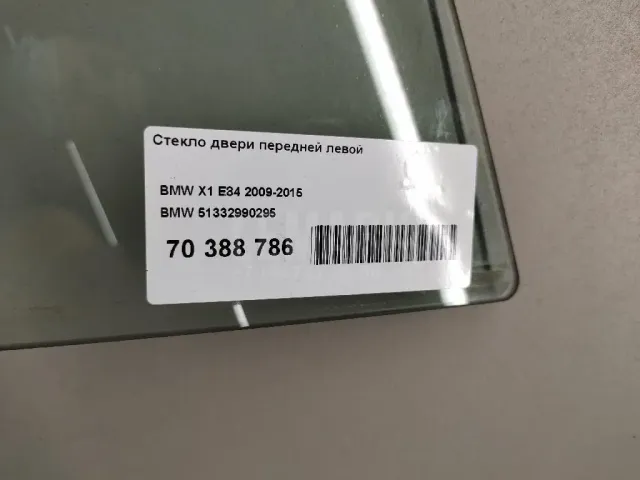 Стекло двери передней левой
BMW X1 E84 2009-2015
BMW 51332990295
70 388 786